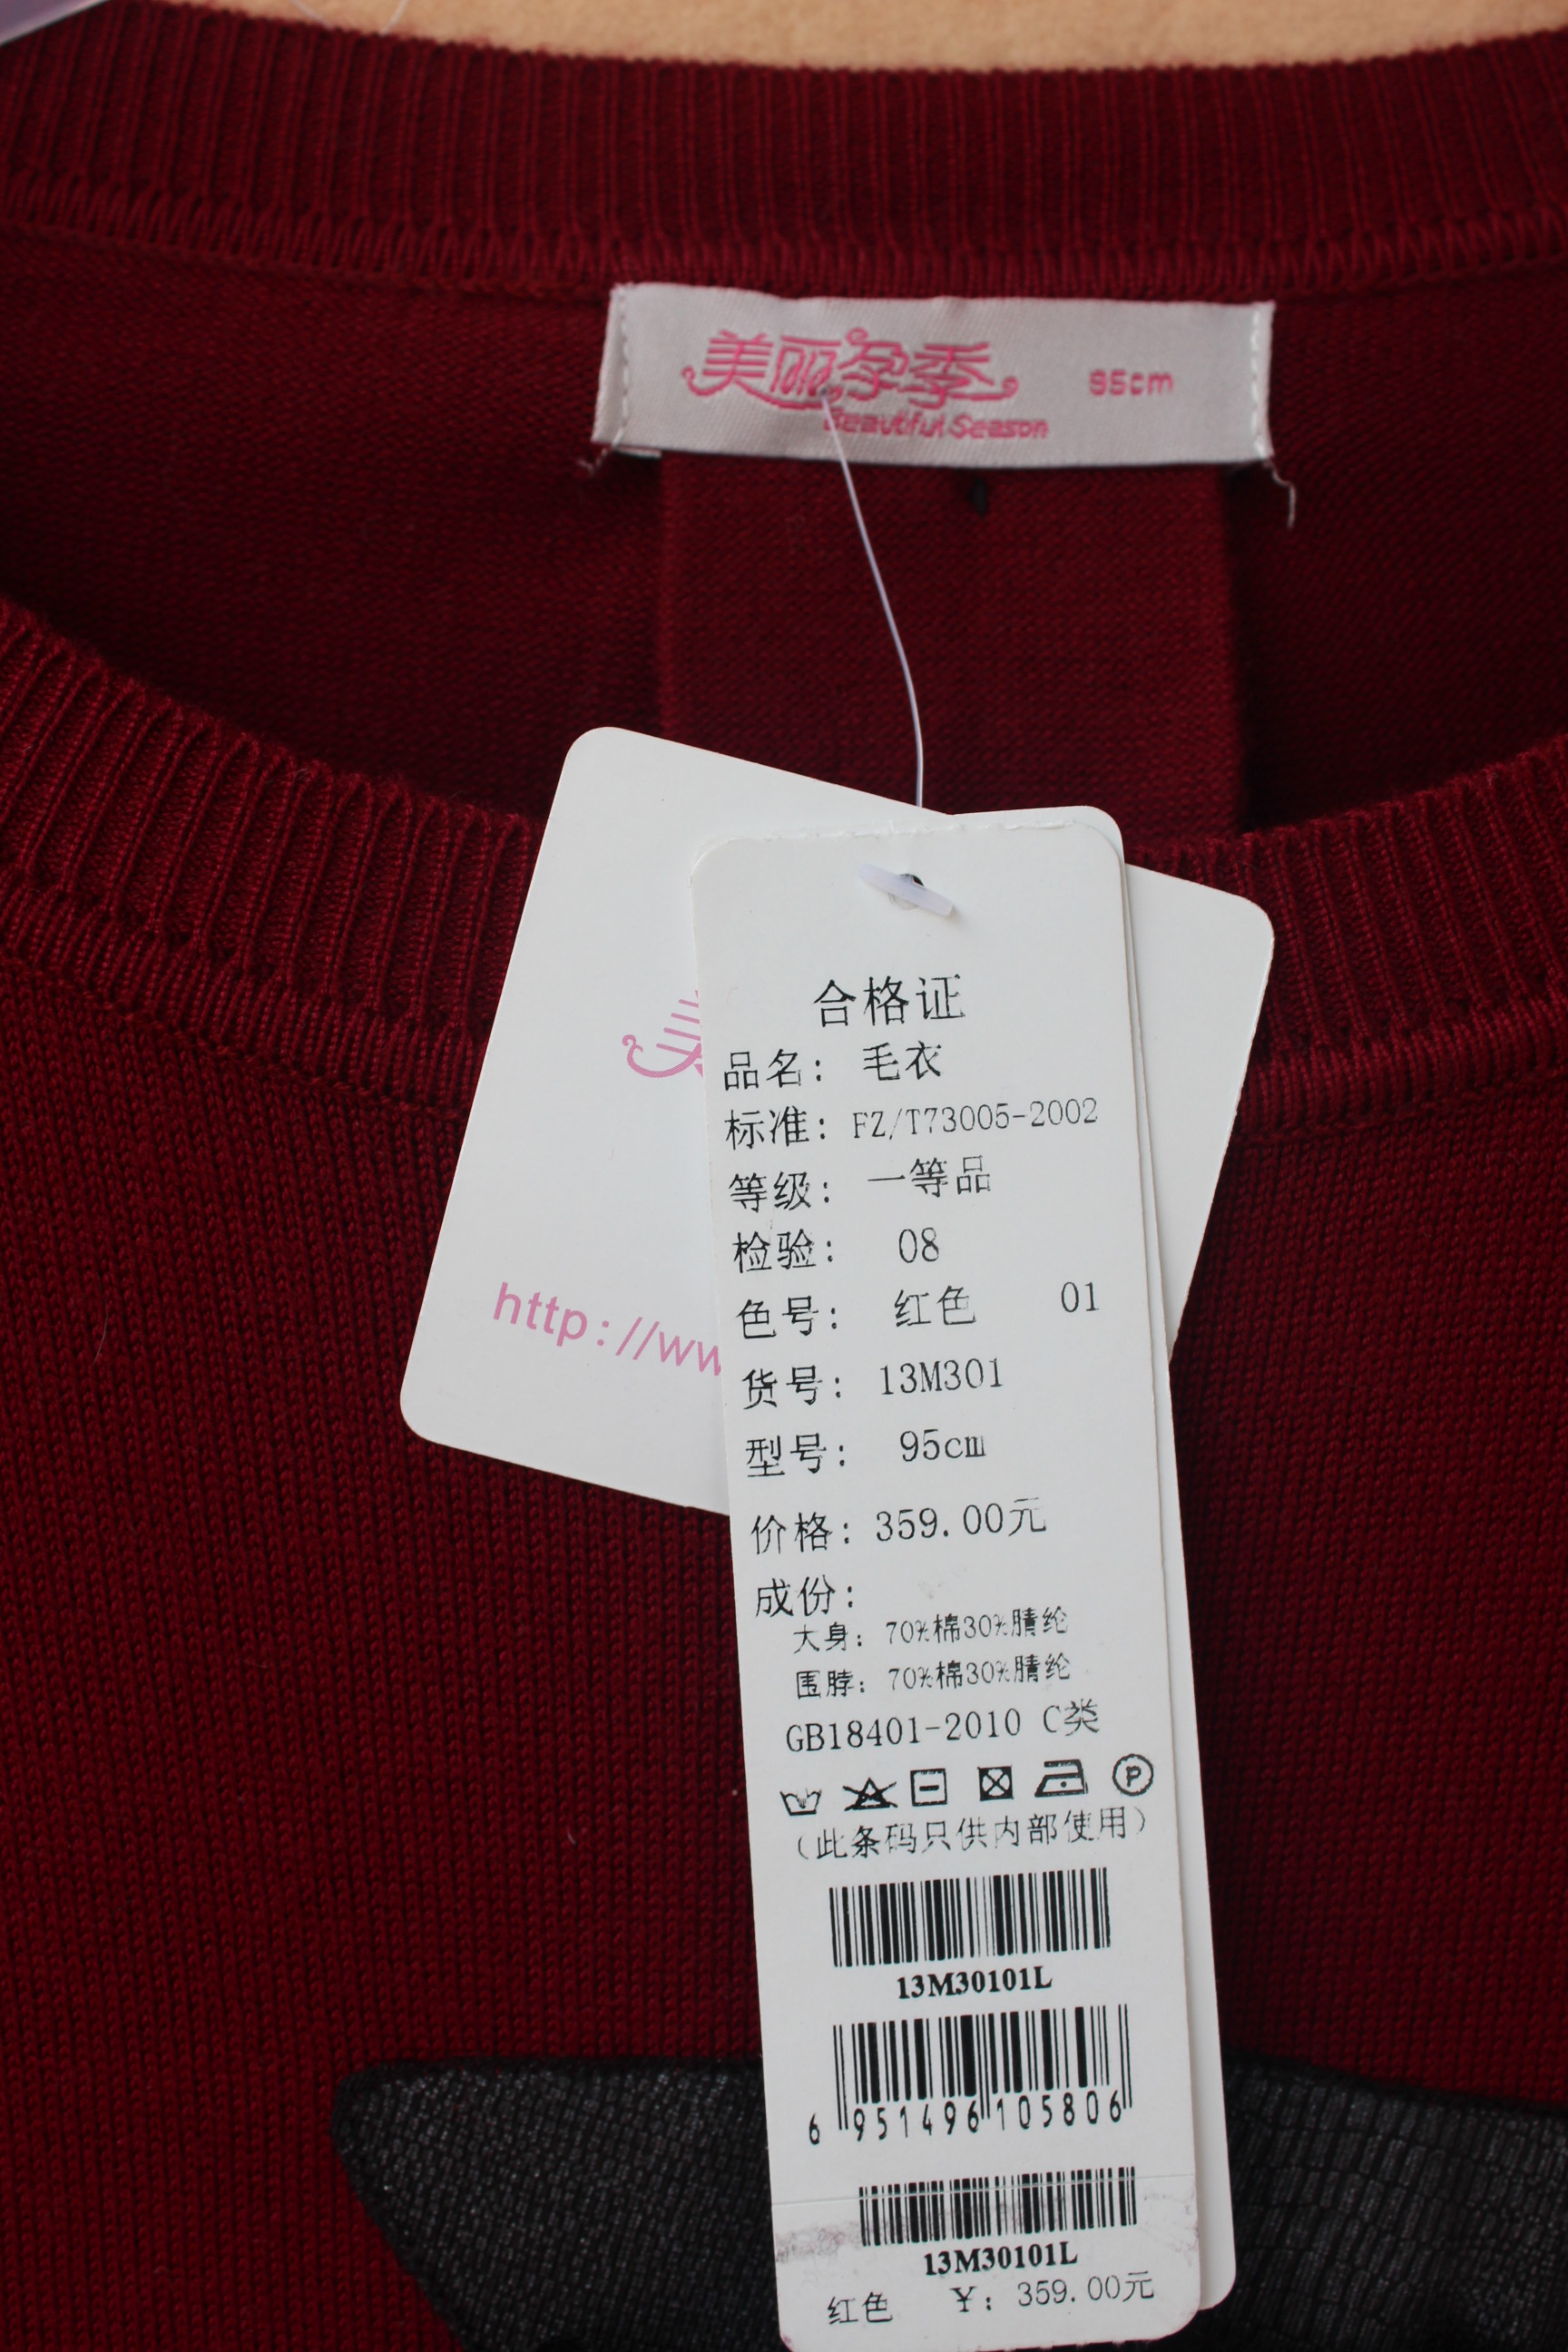 美丽孕季 95cm
Beautiful Season
美
http://ww
合格证
品名: 毛衣
标准: FZ/T73005-2002
等级: 一等品
检验: 08
色号: 红色 01
货号: 13M301
型号: 95cm
价格: 359.00元
成份:
大身: 70%棉30%腈纶
围脖: 70%棉30%腈纶
GB18401-2010 C类
P
(此条码只供内部使用)
13M30101L
6 951496 105806
13M30101L
红色 ¥: 359.00元